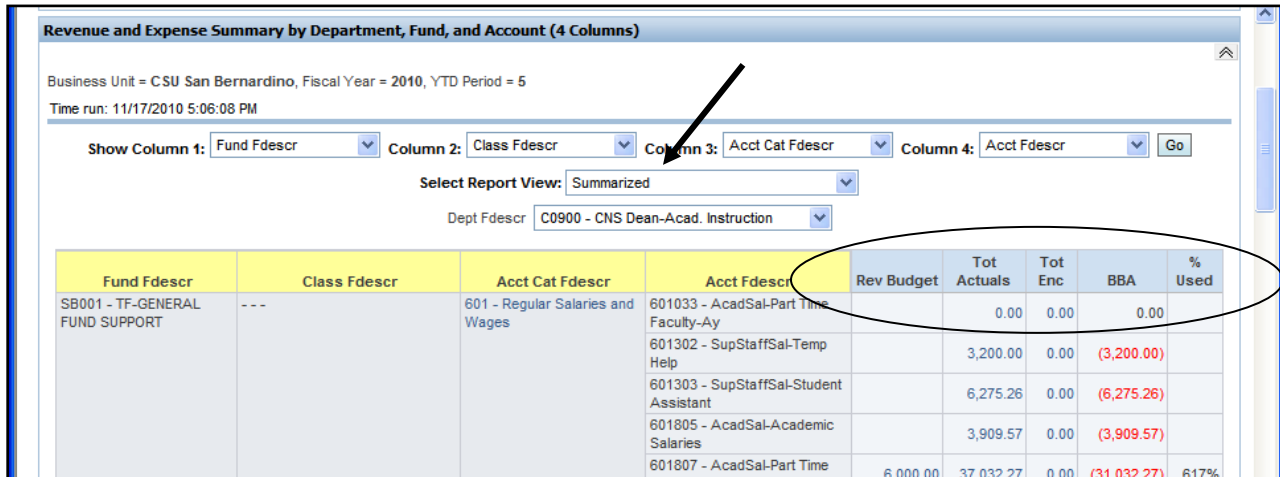 Revenue and Expense Summary by Department, Fund, and Account (4 Columns)
Business Unit = CSU San Bernardino, Fiscal Year = 2010, YTD Period = 5
Time run: 11/17/2010 5:06:08 PM
Show Column 1: Fund Fdescr Column 2: Class Fdescr Column 3: Acct Cat Fdescr Column 4: Acct Fdescr Go
Select Report View: Summarized
Dept Fdescr C0900 - CNS Dean-Acad. Instruction
Fund Fdescr Class Fdescr Acct Cat Fdescr Acct Fdescr Rev Budget Tot Actuals Tot Enc BBA % Used
SB001 - TF-GENERAL FUND SUPPORT - - - 601 - Regular Salaries and Wages 601033 - AcadSal-Part Time Faculty-Ay 0.00 0.00 0.00
601302 - SupStaffSal-Temp Help 3,200.00 0.00 (3,200.00)
601303 - SupStaffSal-Student Assistant 6,275.26 0.00 (6,275.26)
601805 - AcadSal-Academic Salaries 3,909.57 0.00 (3,909.57)
601807 - AcadSal-Part Time 6,000.00 37,032.27 0.00 (31,032.27) 617%